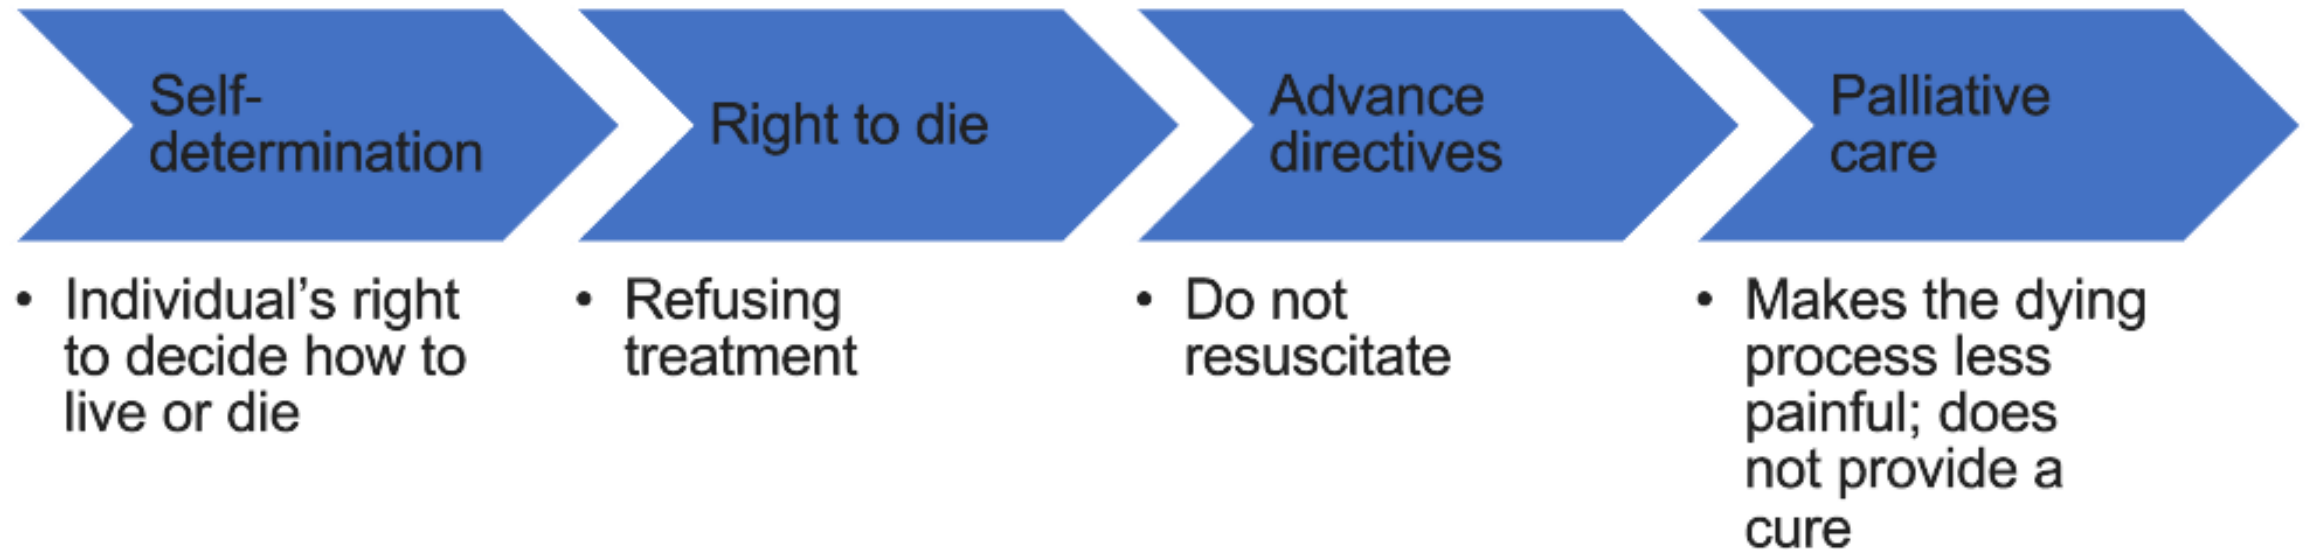 Self-
determination
• Individual’s right
to decide how to
live or die
Right to die
• Refusing
treatment
Advance
directives
• Do not
resuscitate
Palliative
care
• Makes the dying
process less
painful; does
not provide a
cure